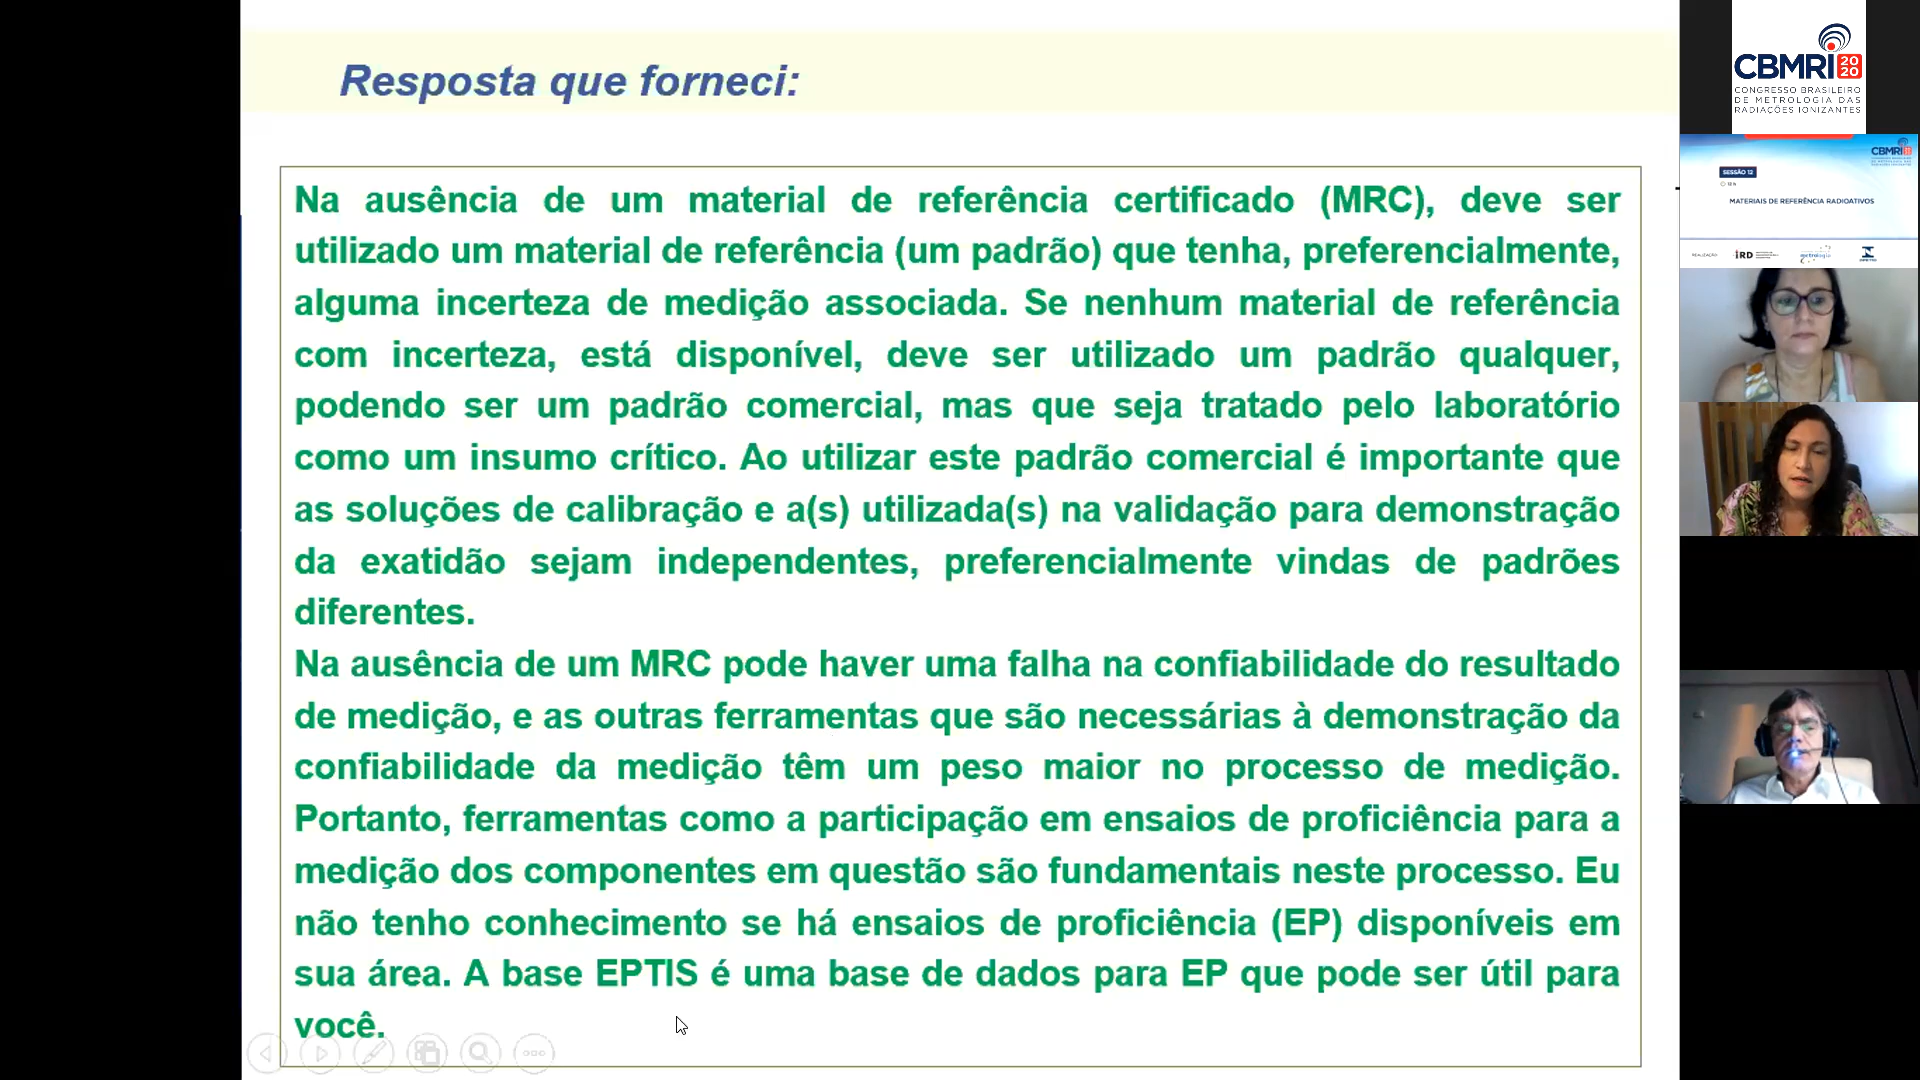 Resposta que forneci:
Na ausência de um material de referência certificado (MRC), deve ser
utilizado um material de referência (um padrão) que tenha, preferencialmente,
alguma incerteza de medição associada. Se nenhum material de referência
com incerteza, está disponível, deve ser utilizado um padrão qualquer,
podendo ser um padrão comercial, mas que seja tratado pelo laboratório
como um insumo crítico. Ao utilizar este padrão comercial é importante que
as soluções de calibração e a(s) utilizada(s) na validação para demonstração
da exatidão sejam independentes, preferencialmente vindas de padrões
diferentes.
Na ausência de um MRC pode haver uma falha na confiabilidade do resultado
de medição, e as outras ferramentas que são necessárias à demonstração da
confiabilidade da medição têm um peso maior no processo de medição.
Portanto, ferramentas como a participação em ensaios de proficiência para a
medição dos componentes em questão são fundamentais neste processo. Eu
não tenho conhecimento se há ensaios de proficiência (EP) disponíveis em
sua área. A base EPTIS é uma base de dados para EP que pode ser útil para
você.
CBMRI 20
20
CONGRESSO BRASILEIRO
DE METROLOGIA DAS
RADIAÇÕES IONIZANTES
CBMRI
SESSÃO 12
MATERIAIS DE REFERÊNCIA RADIOATIVOS
REALIZAÇÃO
IRD